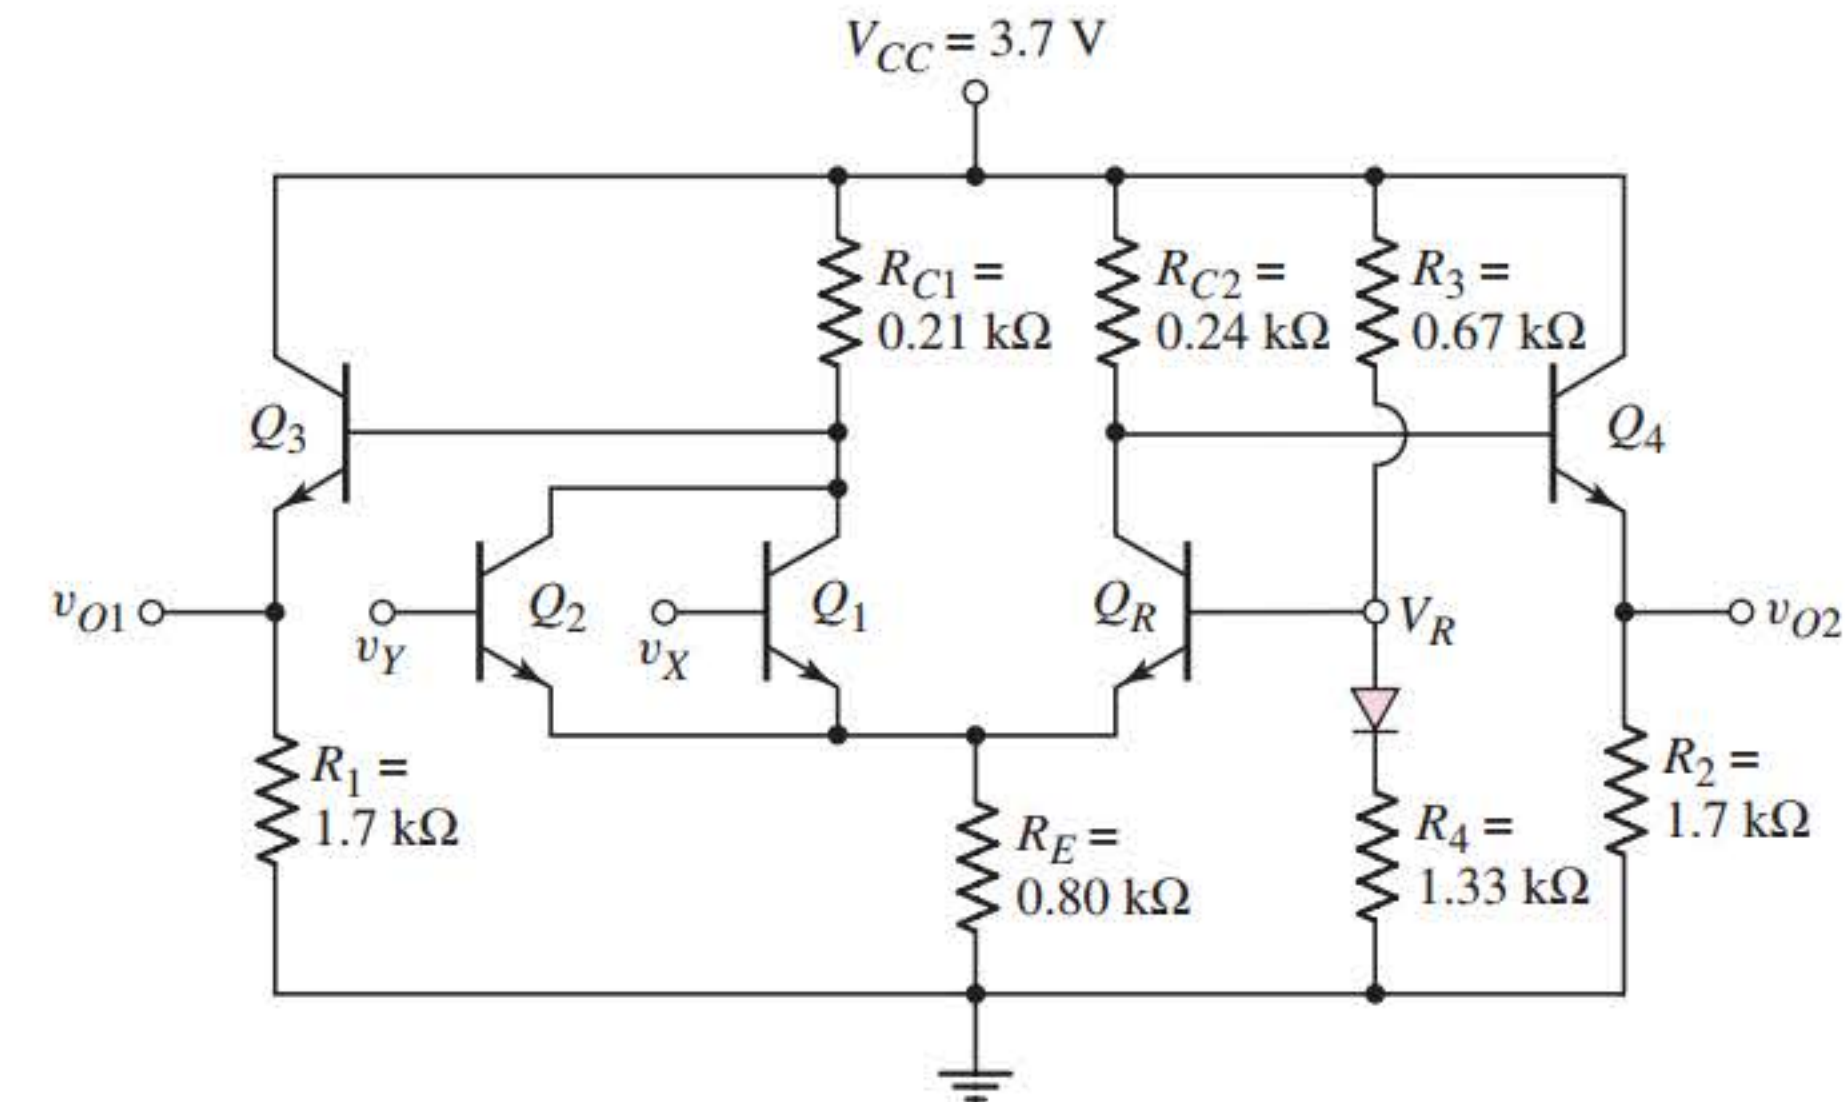 V_CC = 3.7 V
R_C1 =
0.21 kΩ
R_C2 =
0.24 kΩ
R_3 =
0.67 kΩ
Q_3
Q_4
v_O1
v_Y
Q_2
v_X
Q_1
Q_R
V_R
v_O2
R_1 =
1.7 kΩ
R_E =
0.80 kΩ
R_4 =
1.33 kΩ
R_2 =
1.7 kΩ